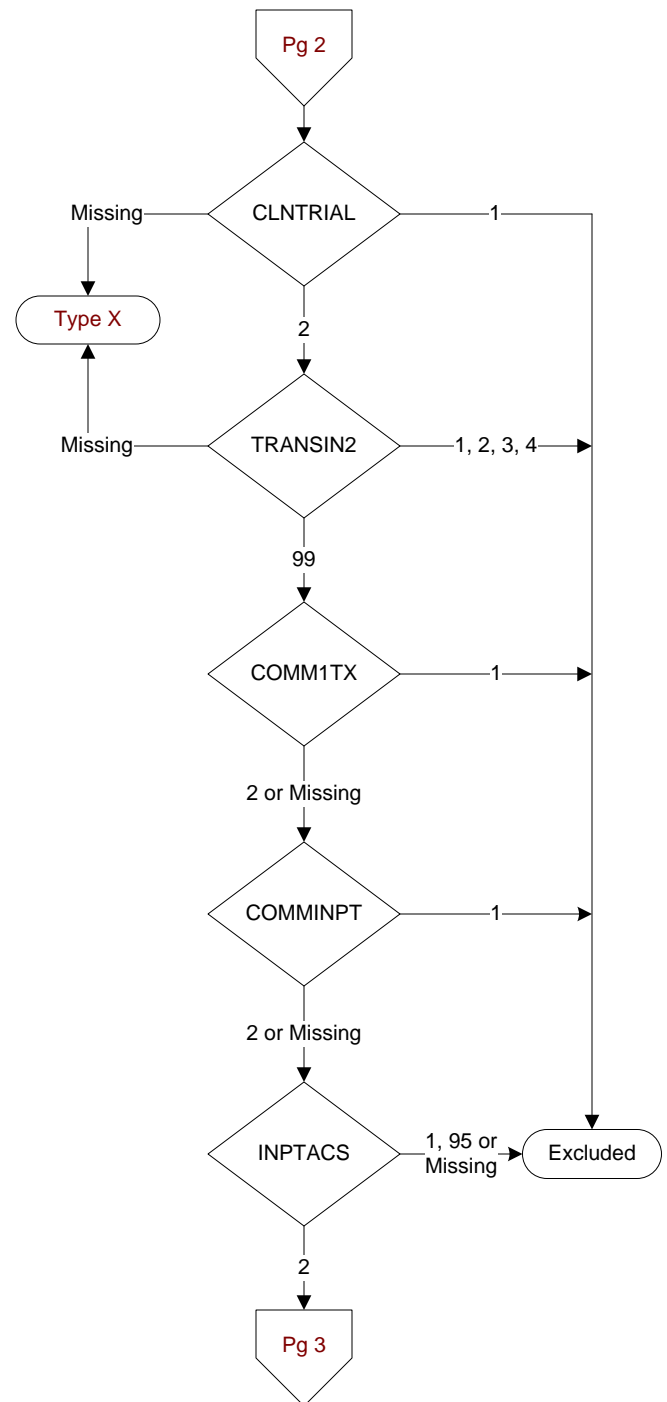 Pg 2
CLNTRIAL
Missing
1
Type X
2
TRANSIN2
Missing
1, 2, 3, 4
99
COMM1TX
1
2 or Missing
COMMINPT
1
2 or Missing
INPTACS
1, 95 or
Missing
Excluded
2
Pg 3